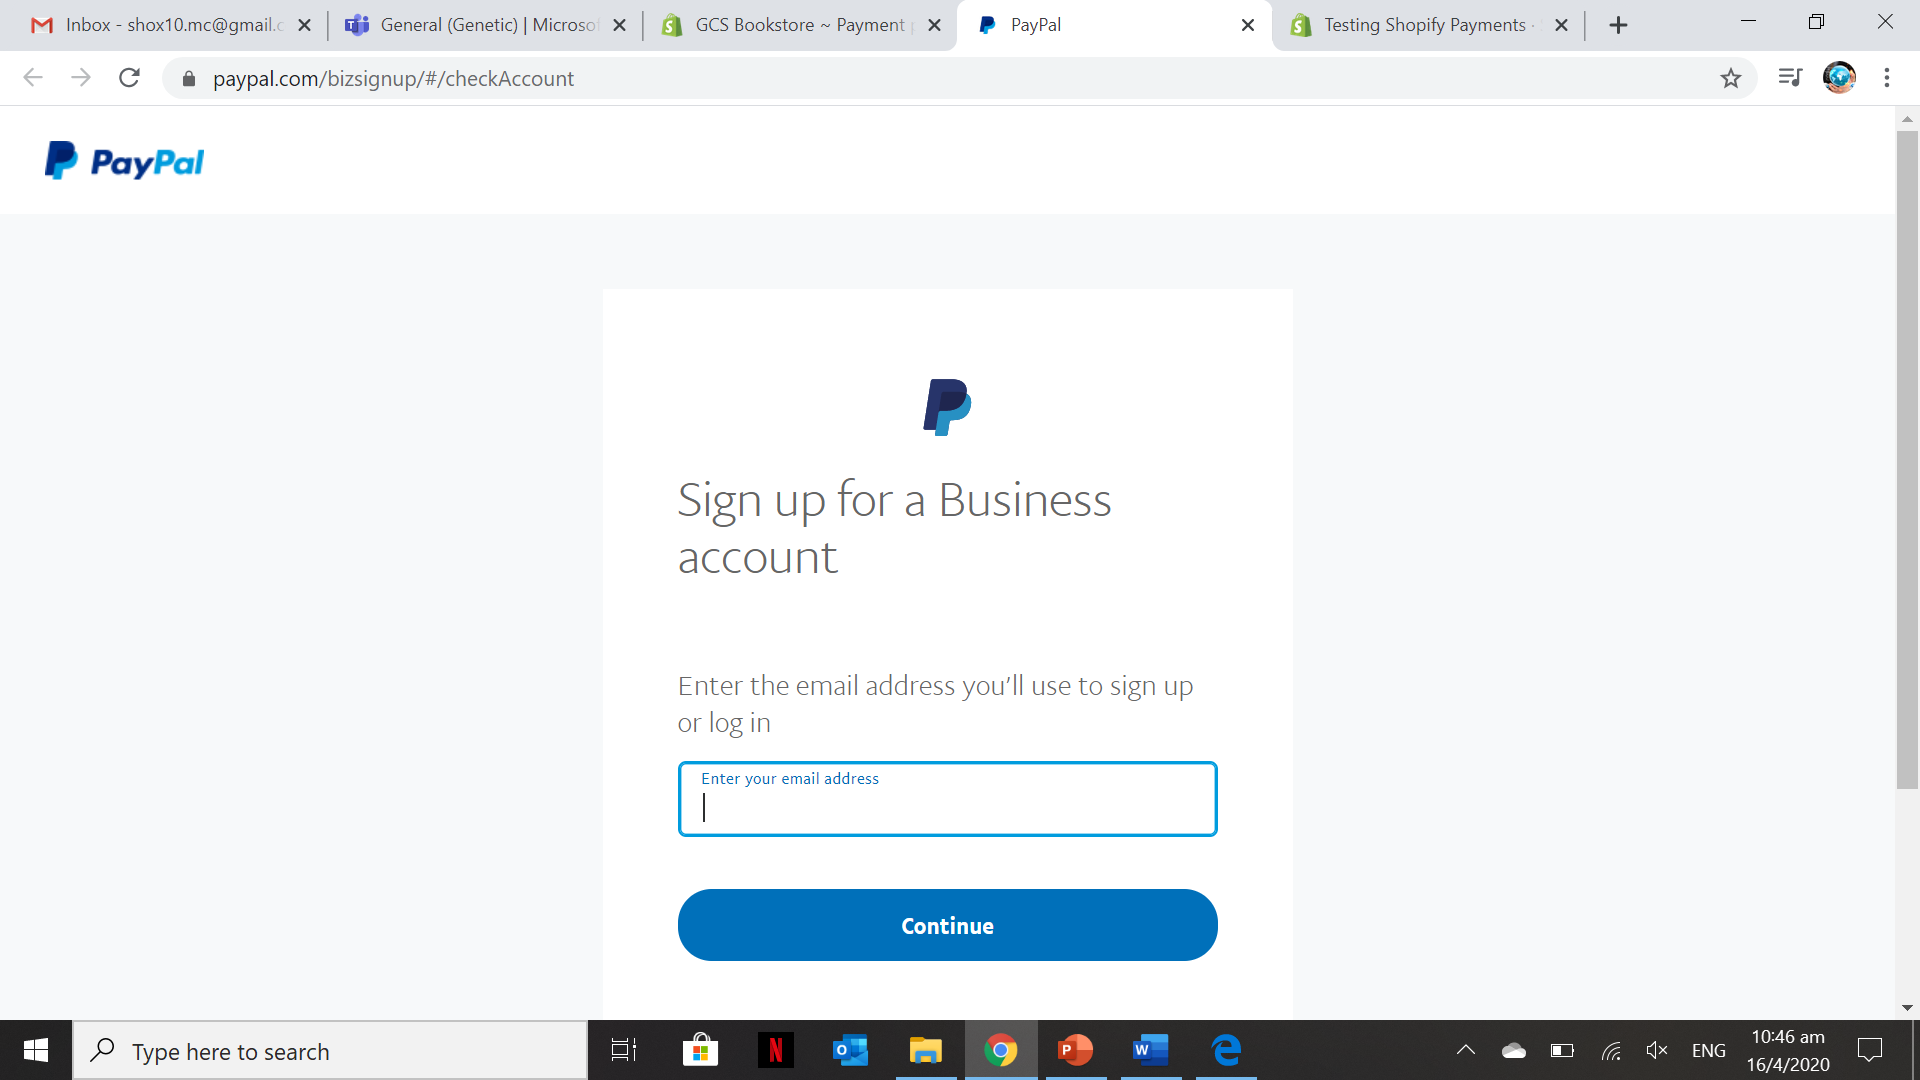 Inbox - shox10.mc@gmail.c
General (Genetic) | Microsof
GCS Bookstore ~ Payment p
PayPal
Testing Shopify Payments ·
paypal.com/bizsignup/#/checkAccount
PayPal
Sign up for a Business
account
Enter the email address you'll use to sign up
or log in
Enter your email address
Continue
Type here to search
ENG
10:46 am
16/4/2020